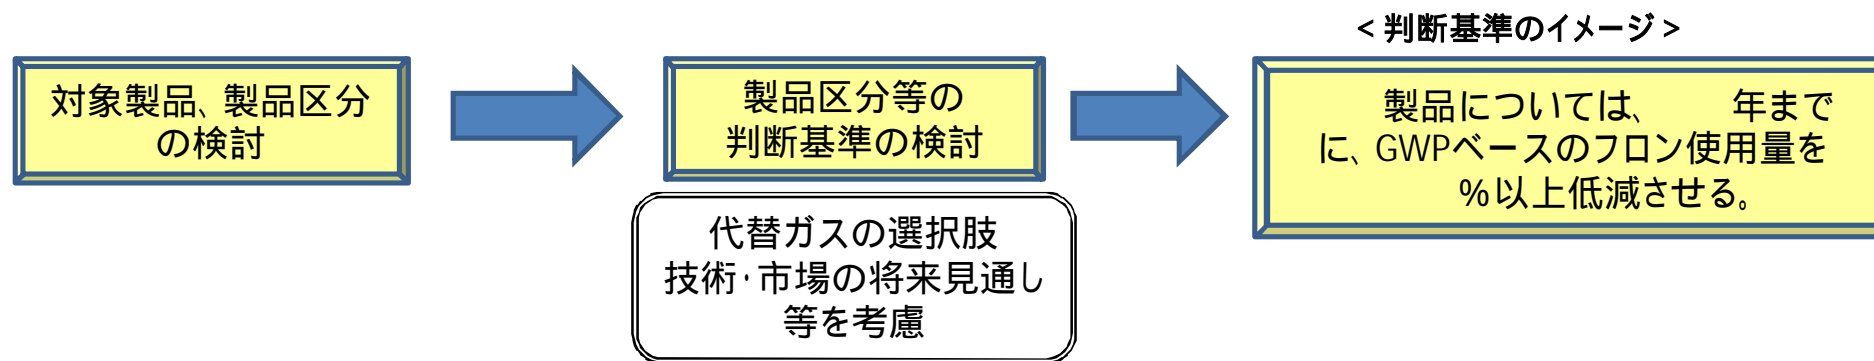 <判断基準のイメージ>
対象製品、製品区分
の検討
製品区分等の
判断基準の検討
代替ガスの選択肢
技術・市場の将来見通し
等を考慮
製品については、 年まで
に、GWPベースのフロン使用量を
%以上低減させる。